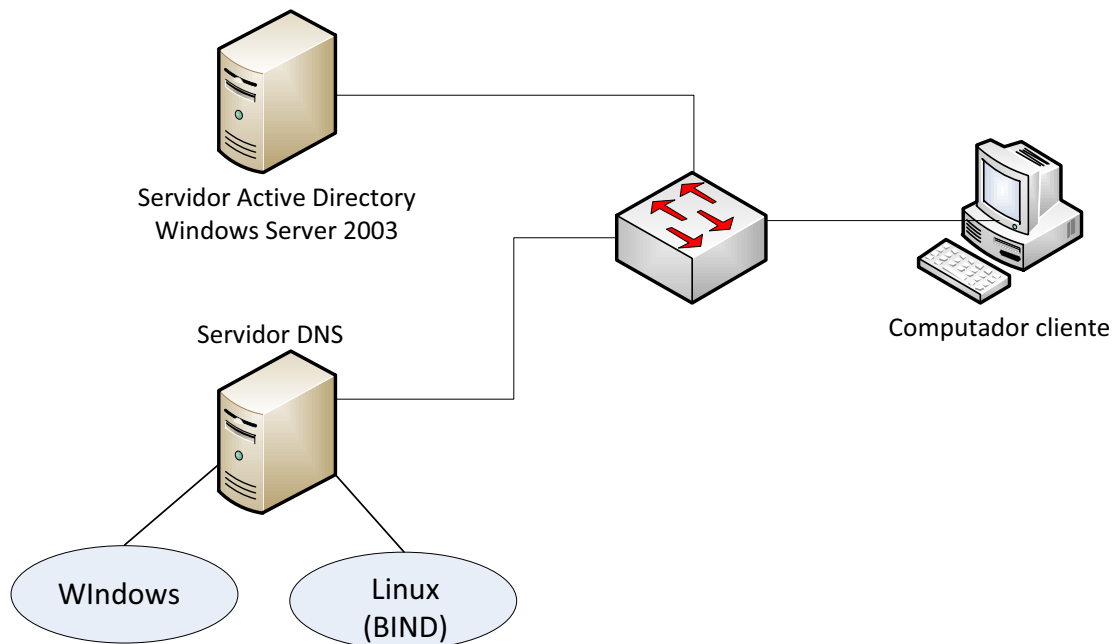 Servidor Active Directory
Windows Server 2003
Servidor DNS
Computador cliente
WIndows
Linux
(BIND)